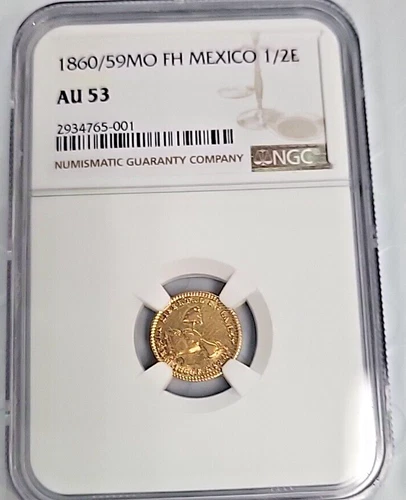 1860/59MO FH MEXICO 1/2E
AU 53
2934765-001
NUMISMATIC GUARANTY COMPANY
NGC